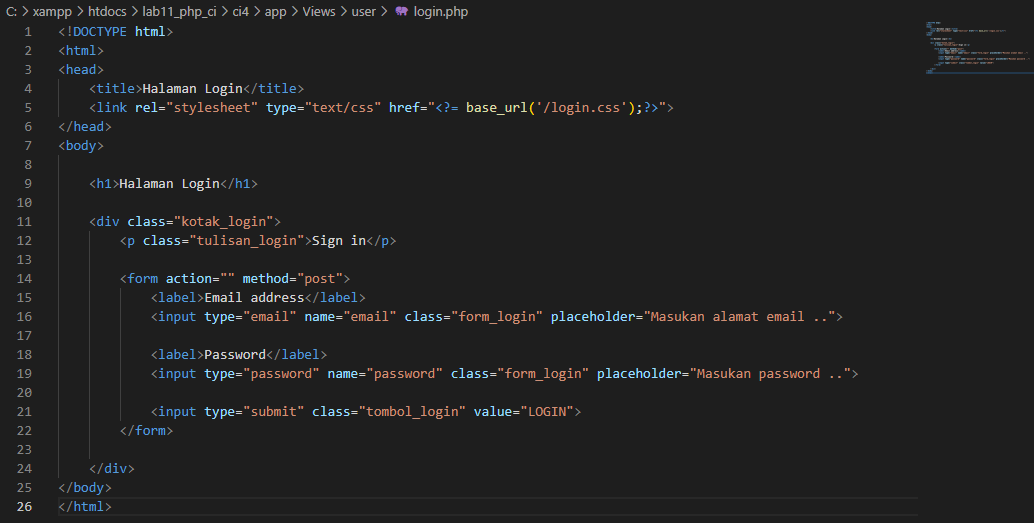 C: > xampp > htdocs > lab11_php_ci > ci4 > app > Views > user > login.php
1 <!DOCTYPE html>
2 <html>
3 <head>
4     <title>Halaman Login</title>
5     <link rel="stylesheet" type="text/css" href="<?= base_url('/login.css');?>">
6 </head>
7 <body>
8
9     <h1>Halaman Login</h1>
10
11     <div class="kotak_login">
12         <p class="tulisan_login">Sign in</p>
13
14         <form action="" method="post">
15             <label>Email address</label>
16             <input type="email" name="email" class="form_login" placeholder="Masukan alamat email ..">
17
18             <label>Password</label>
19             <input type="password" name="password" class="form_login" placeholder="Masukan password ..">
20
21             <input type="submit" class="tombol_login" value="LOGIN">
22         </form>
23
24     </div>
25 </body>
26 </html>